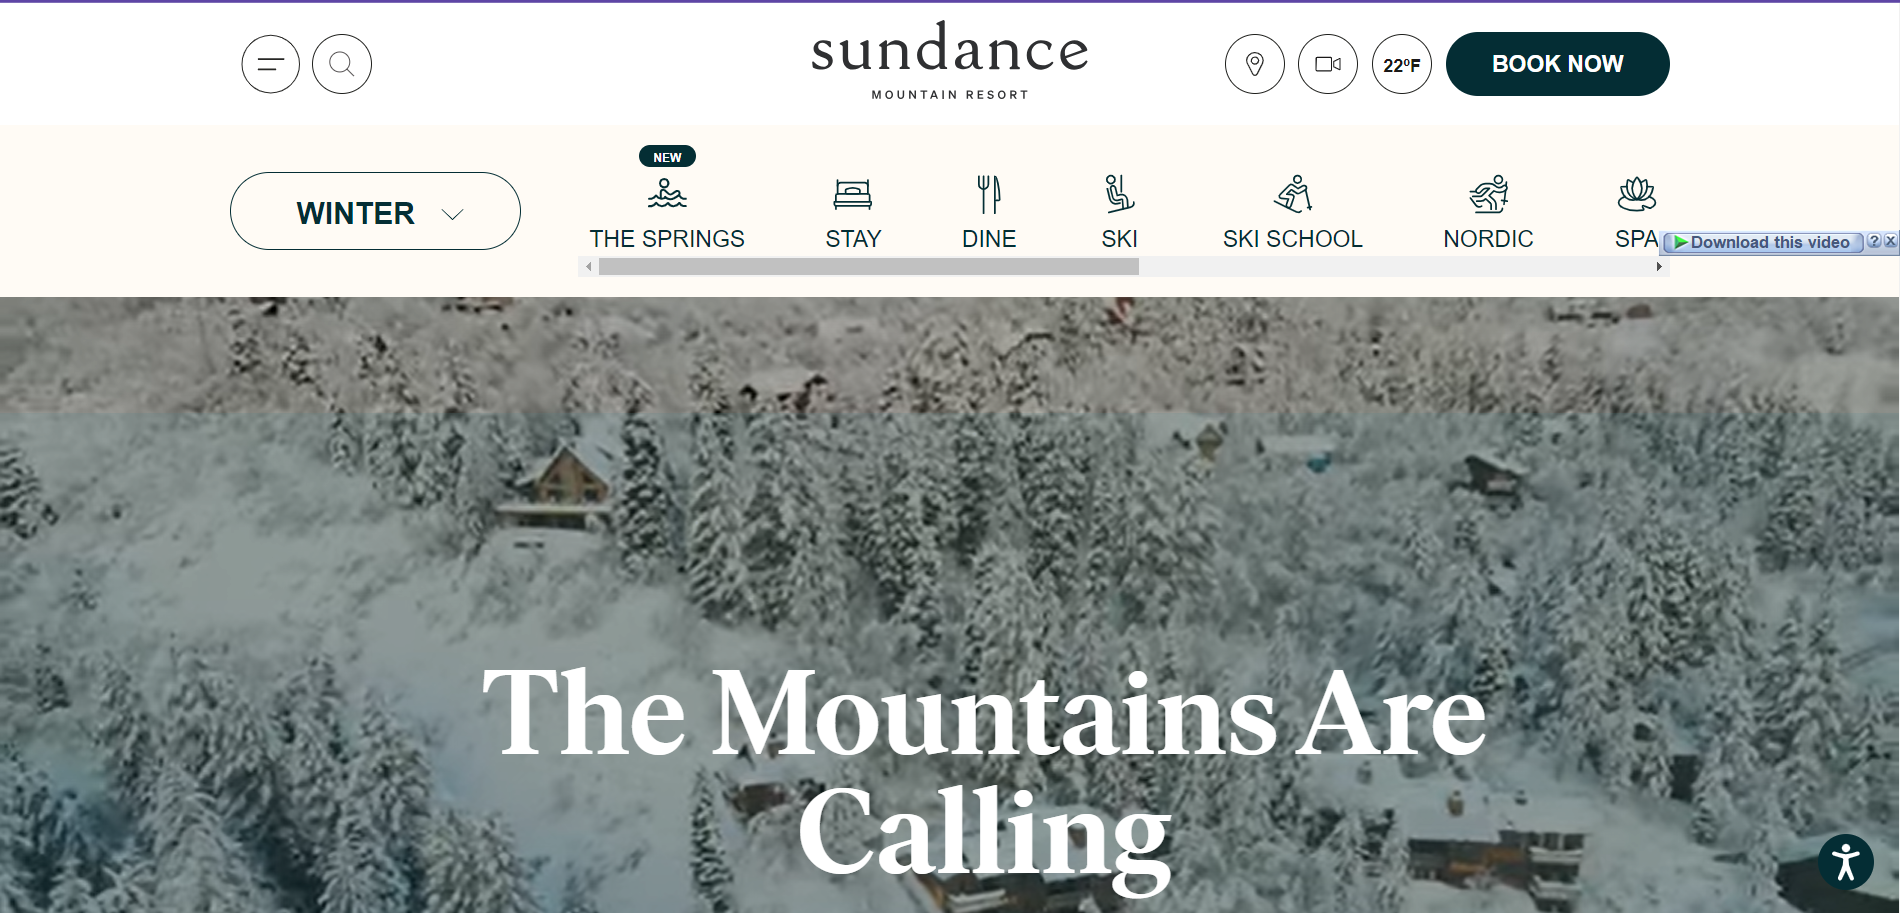 sundance
MOUNTAIN RESORT
22ºF
BOOK NOW
WINTER
NEW
THE SPRINGS
STAY
DINE
SKI
SKI SCHOOL
NORDIC
SPA
Download this video
? x
The Mountains Are
Calling